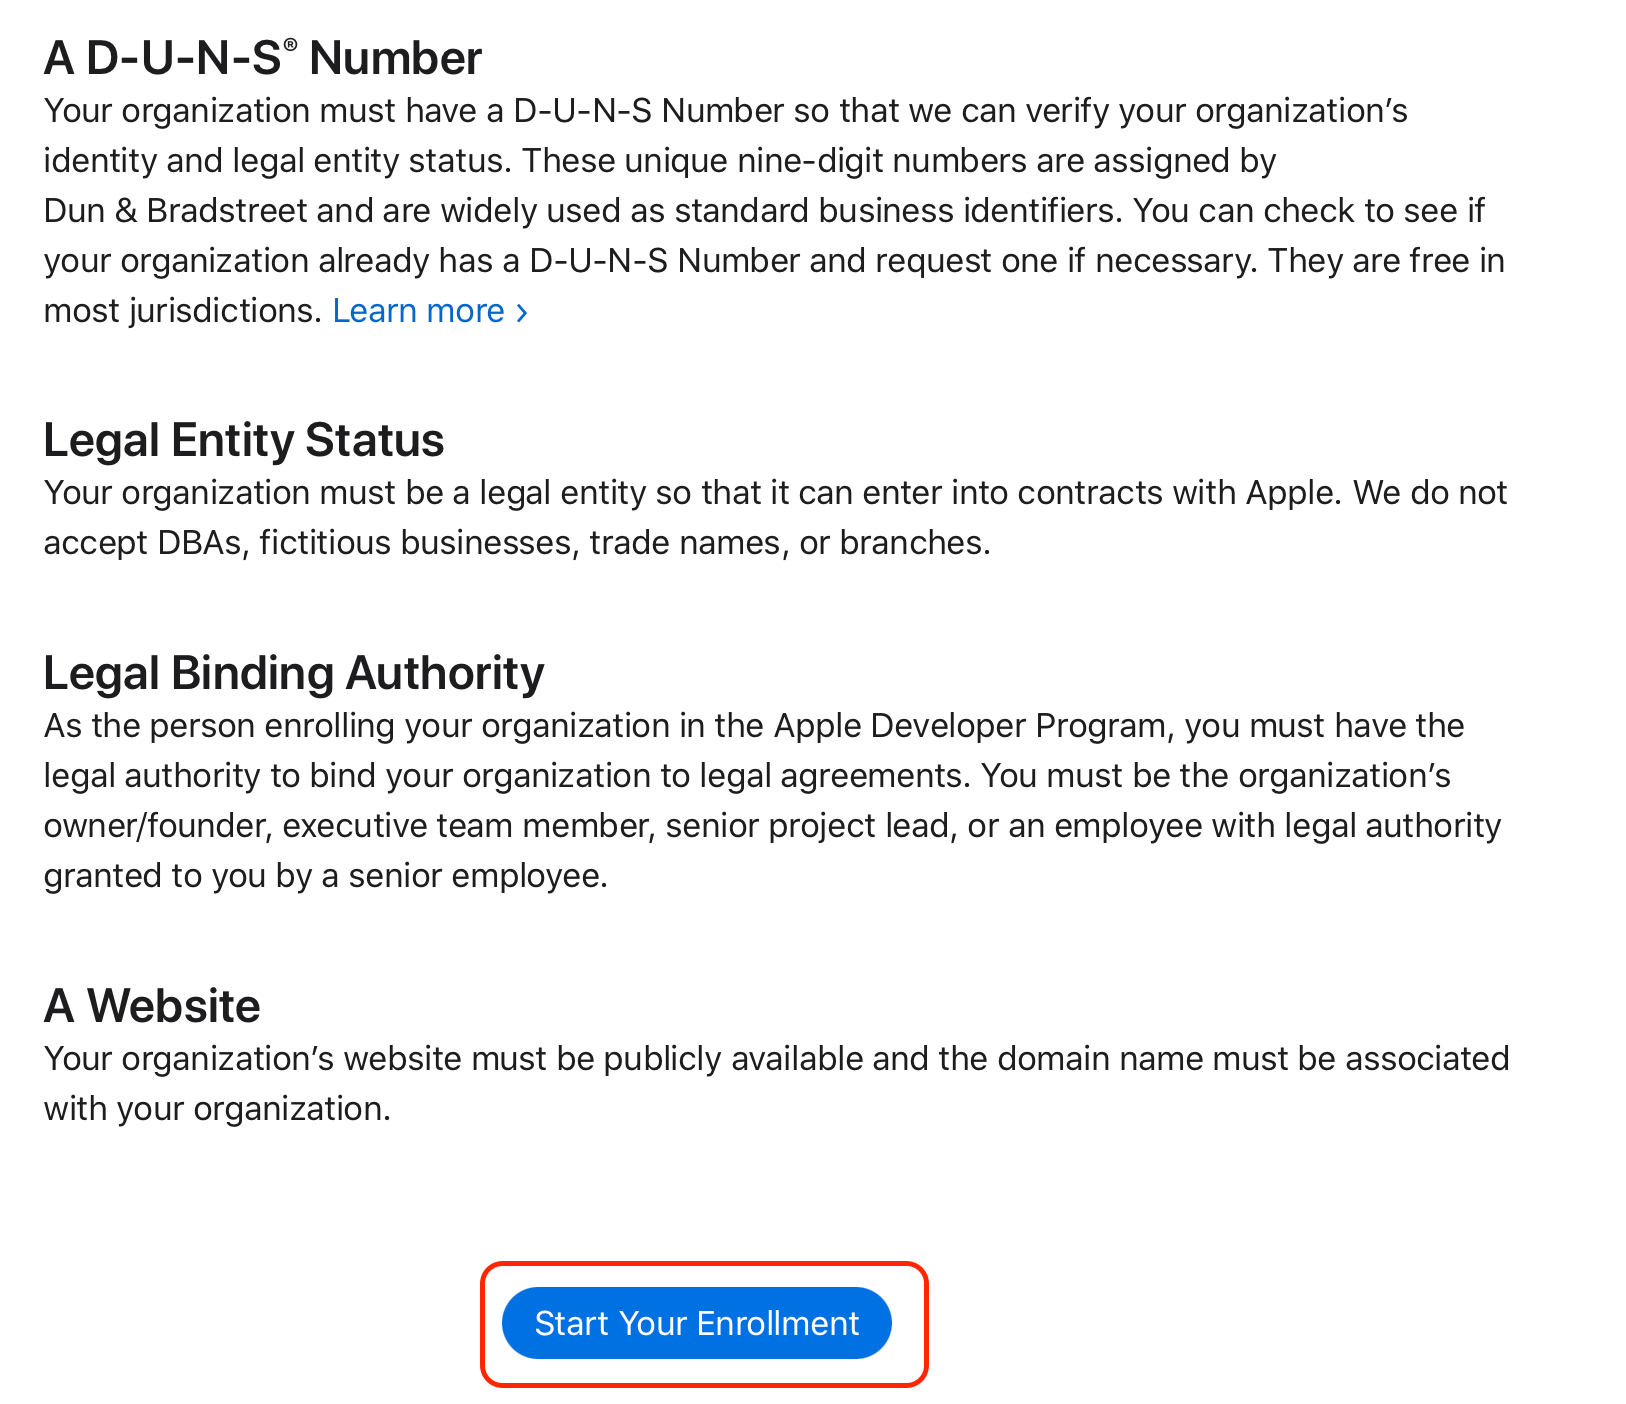 A D-U-N-S® Number
Your organization must have a D-U-N-S Number so that we can verify your organization’s
identity and legal entity status. These unique nine-digit numbers are assigned by
Dun & Bradstreet and are widely used as standard business identifiers. You can check to see if
your organization already has a D-U-N-S Number and request one if necessary. They are free in
most jurisdictions. Learn more ›
Legal Entity Status
Your organization must be a legal entity so that it can enter into contracts with Apple. We do not
accept DBAs, fictitious businesses, trade names, or branches.
Legal Binding Authority
As the person enrolling your organization in the Apple Developer Program, you must have the
legal authority to bind your organization to legal agreements. You must be the organization’s
owner/founder, executive team member, senior project lead, or an employee with legal authority
granted to you by a senior employee.
A Website
Your organization’s website must be publicly available and the domain name must be associated
with your organization.
Start Your Enrollment